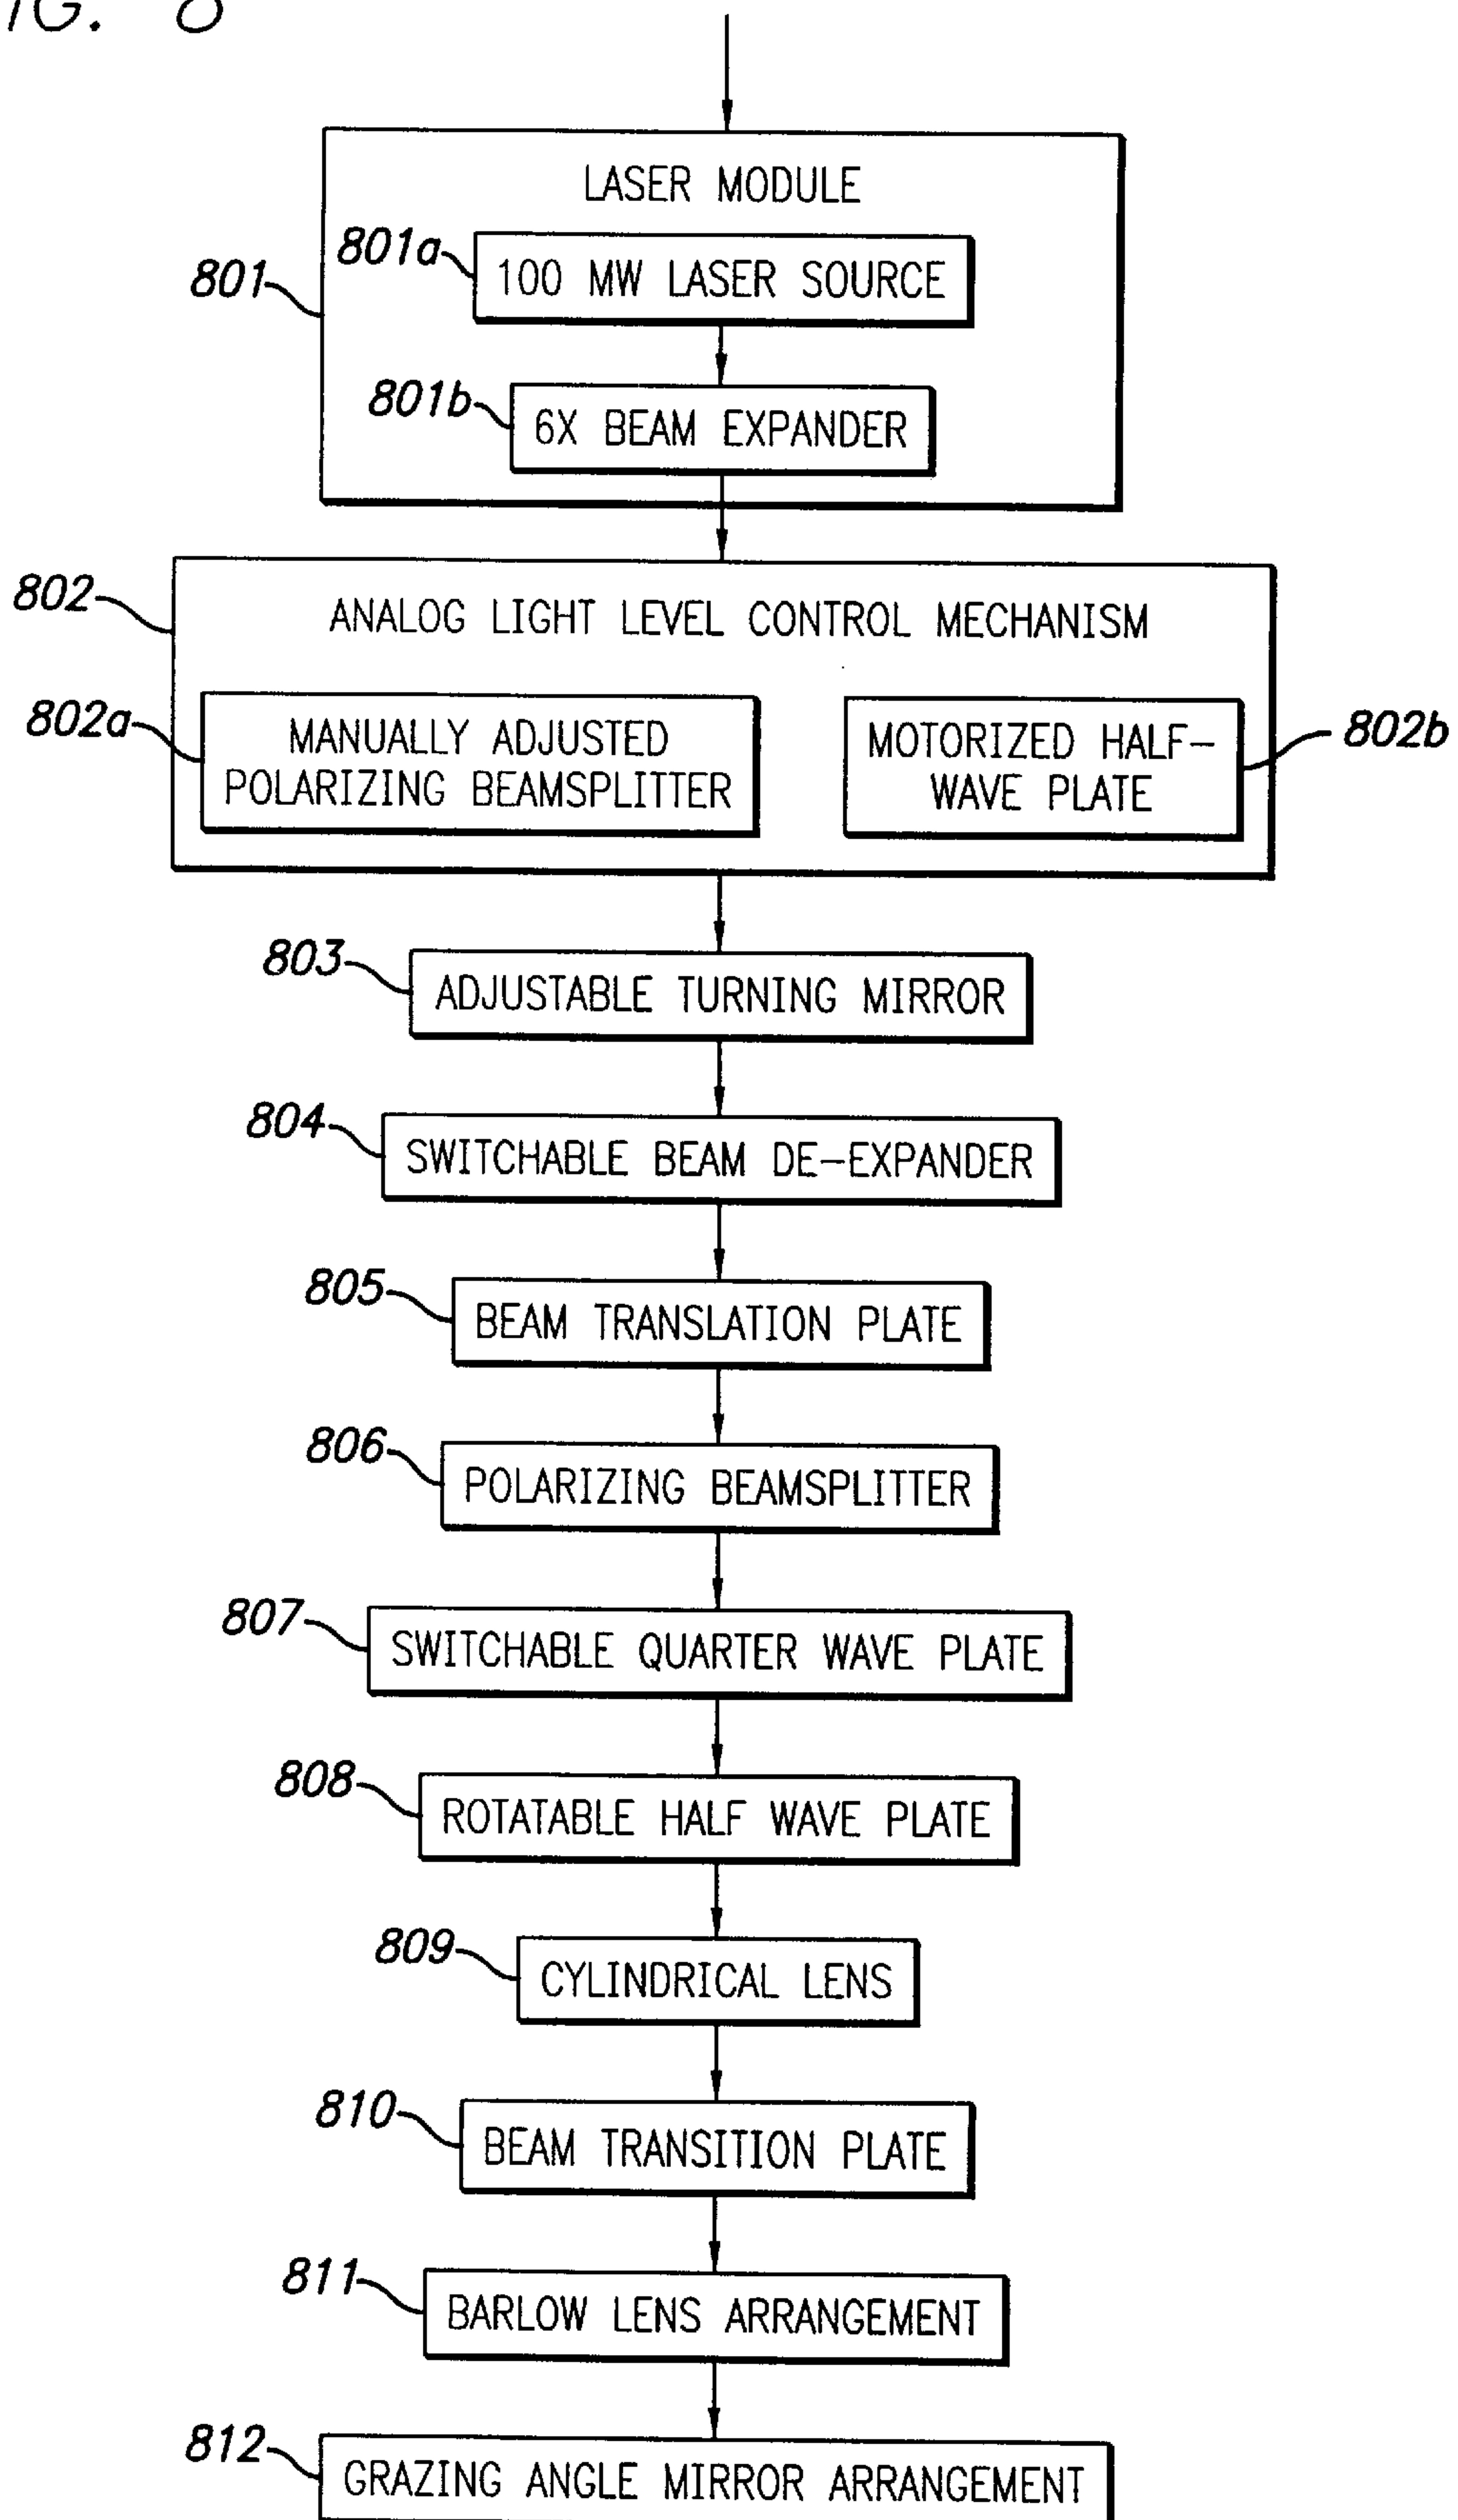 IG. 8
LASER MODULE
801a
100 MW LASER SOURCE
801
801b
6X BEAM EXPANDER
802
ANALOG LIGHT LEVEL CONTROL MECHANISM
802a
MANUALLY ADJUSTED
POLARIZING BEAMSPLITTER
MOTORIZED HALF-
WAVE PLATE
802b
803
ADJUSTABLE TURNING MIRROR
804
SWITCHABLE BEAM DE-EXPANDER
805
BEAM TRANSLATION PLATE
806
POLARIZING BEAMSPLITTER
807
SWITCHABLE QUARTER WAVE PLATE
808
ROTATABLE HALF WAVE PLATE
809
CYLINDRICAL LENS
810
BEAM TRANSITION PLATE
811
BARLOW LENS ARRANGEMENT
812
GRAZING ANGLE MIRROR ARRANGEMENT